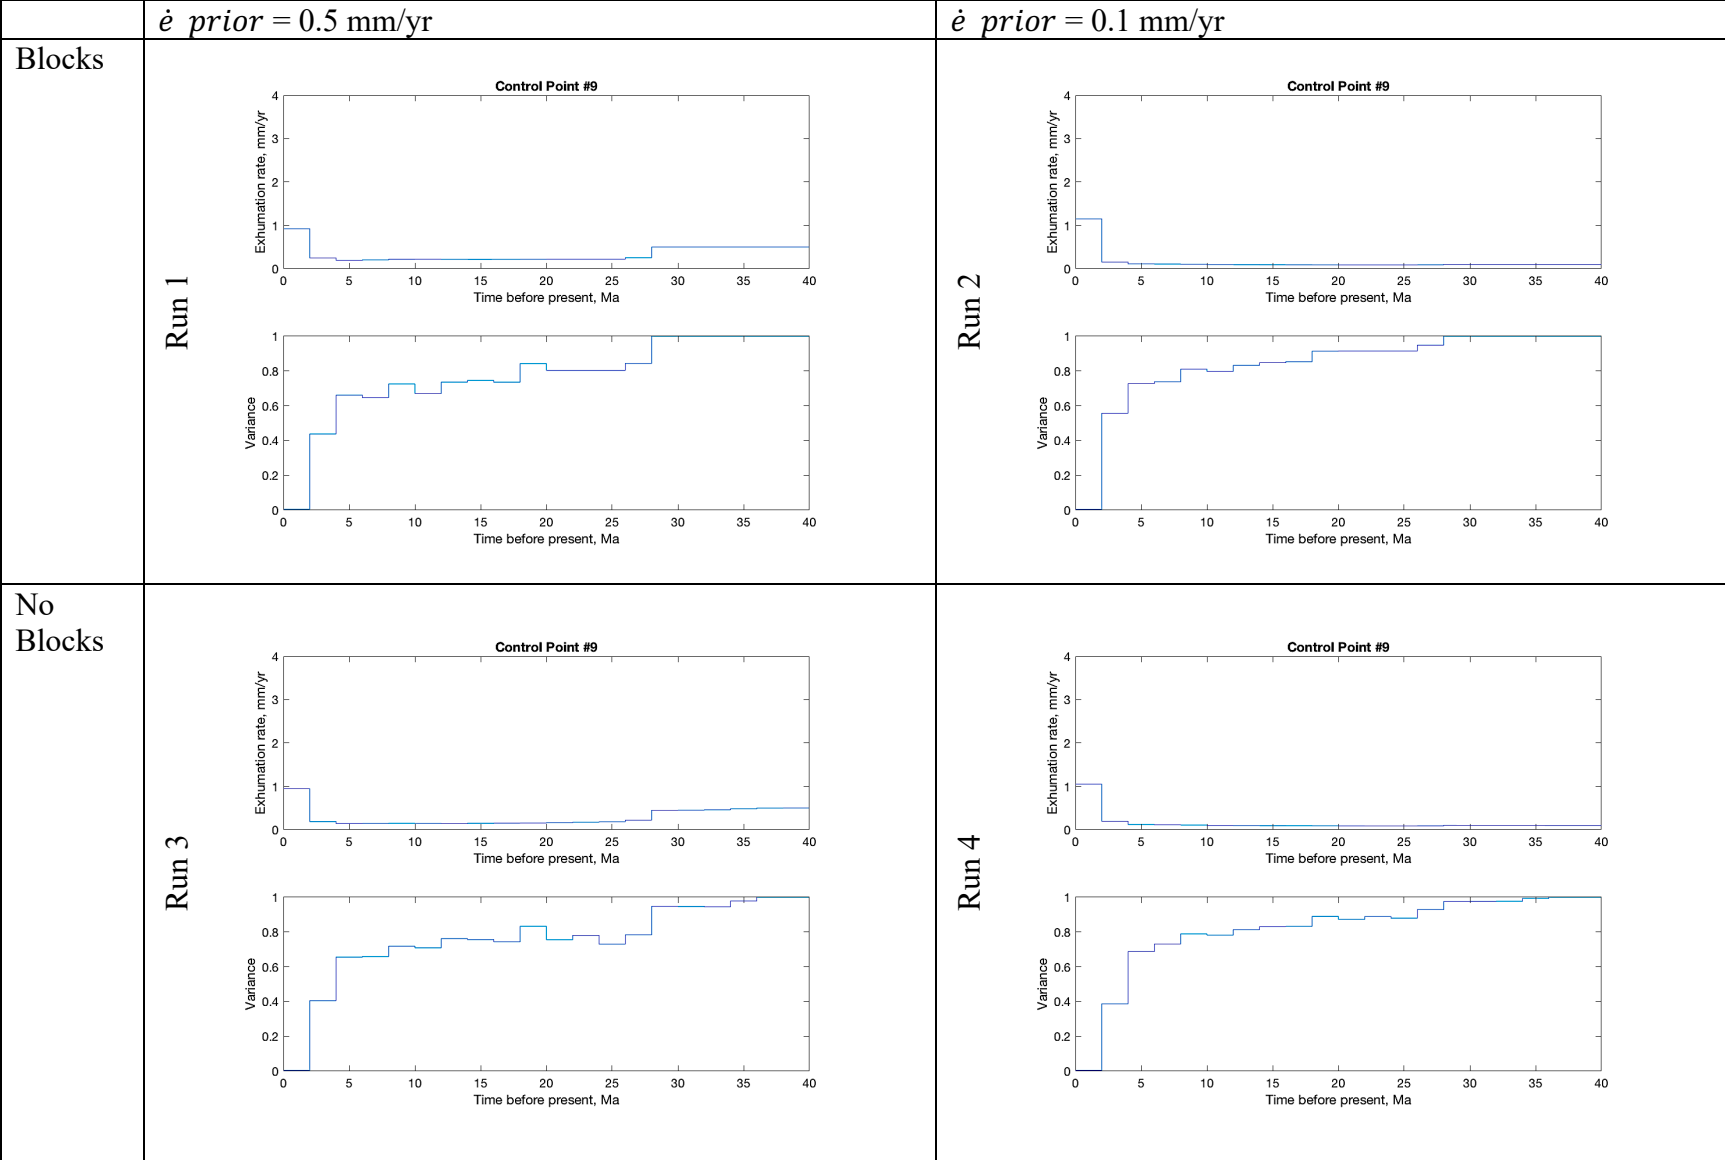 ė prior = 0.5 mm/yr
ė prior = 0.1 mm/yr
Blocks
Run 1
Control Point #9
Exhumation rate, mm/yr
4
3
2
1
0
0 5 10 15 20 25 30 35 40
Time before present, Ma
Variance
1
0.8
0.6
0.4
0.2
0
0 5 10 15 20 25 30 35 40
Time before present, Ma
Run 2
Control Point #9
Exhumation rate, mm/yr
4
3
2
1
0
0 5 10 15 20 25 30 35 40
Time before present, Ma
Variance
1
0.8
0.6
0.4
0.2
0
0 5 10 15 20 25 30 35 40
Time before present, Ma
No
Blocks
Run 3
Control Point #9
Exhumation rate, mm/yr
4
3
2
1
0
0 5 10 15 20 25 30 35 40
Time before present, Ma
Variance
1
0.8
0.6
0.4
0.2
0
0 5 10 15 20 25 30 35 40
Time before present, Ma
Run 4
Control Point #9
Exhumation rate, mm/yr
4
3
2
1
0
0 5 10 15 20 25 30 35 40
Time before present, Ma
Variance
1
0.8
0.6
0.4
0.2
0
0 5 10 15 20 25 30 35 40
Time before present, Ma